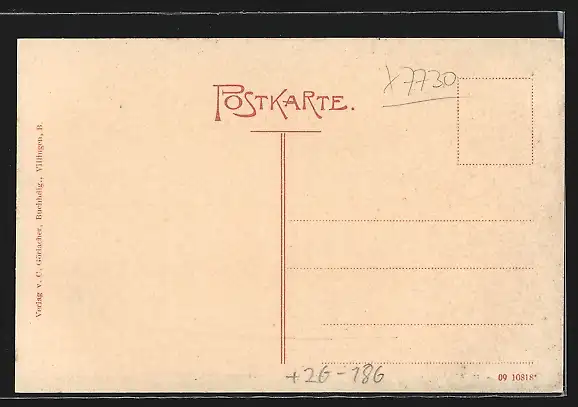 POSTKARTE.
x7730
Verlag v. C. Görlacher, Buchhdlg., Villingen, B.
+26-186
09 10818*